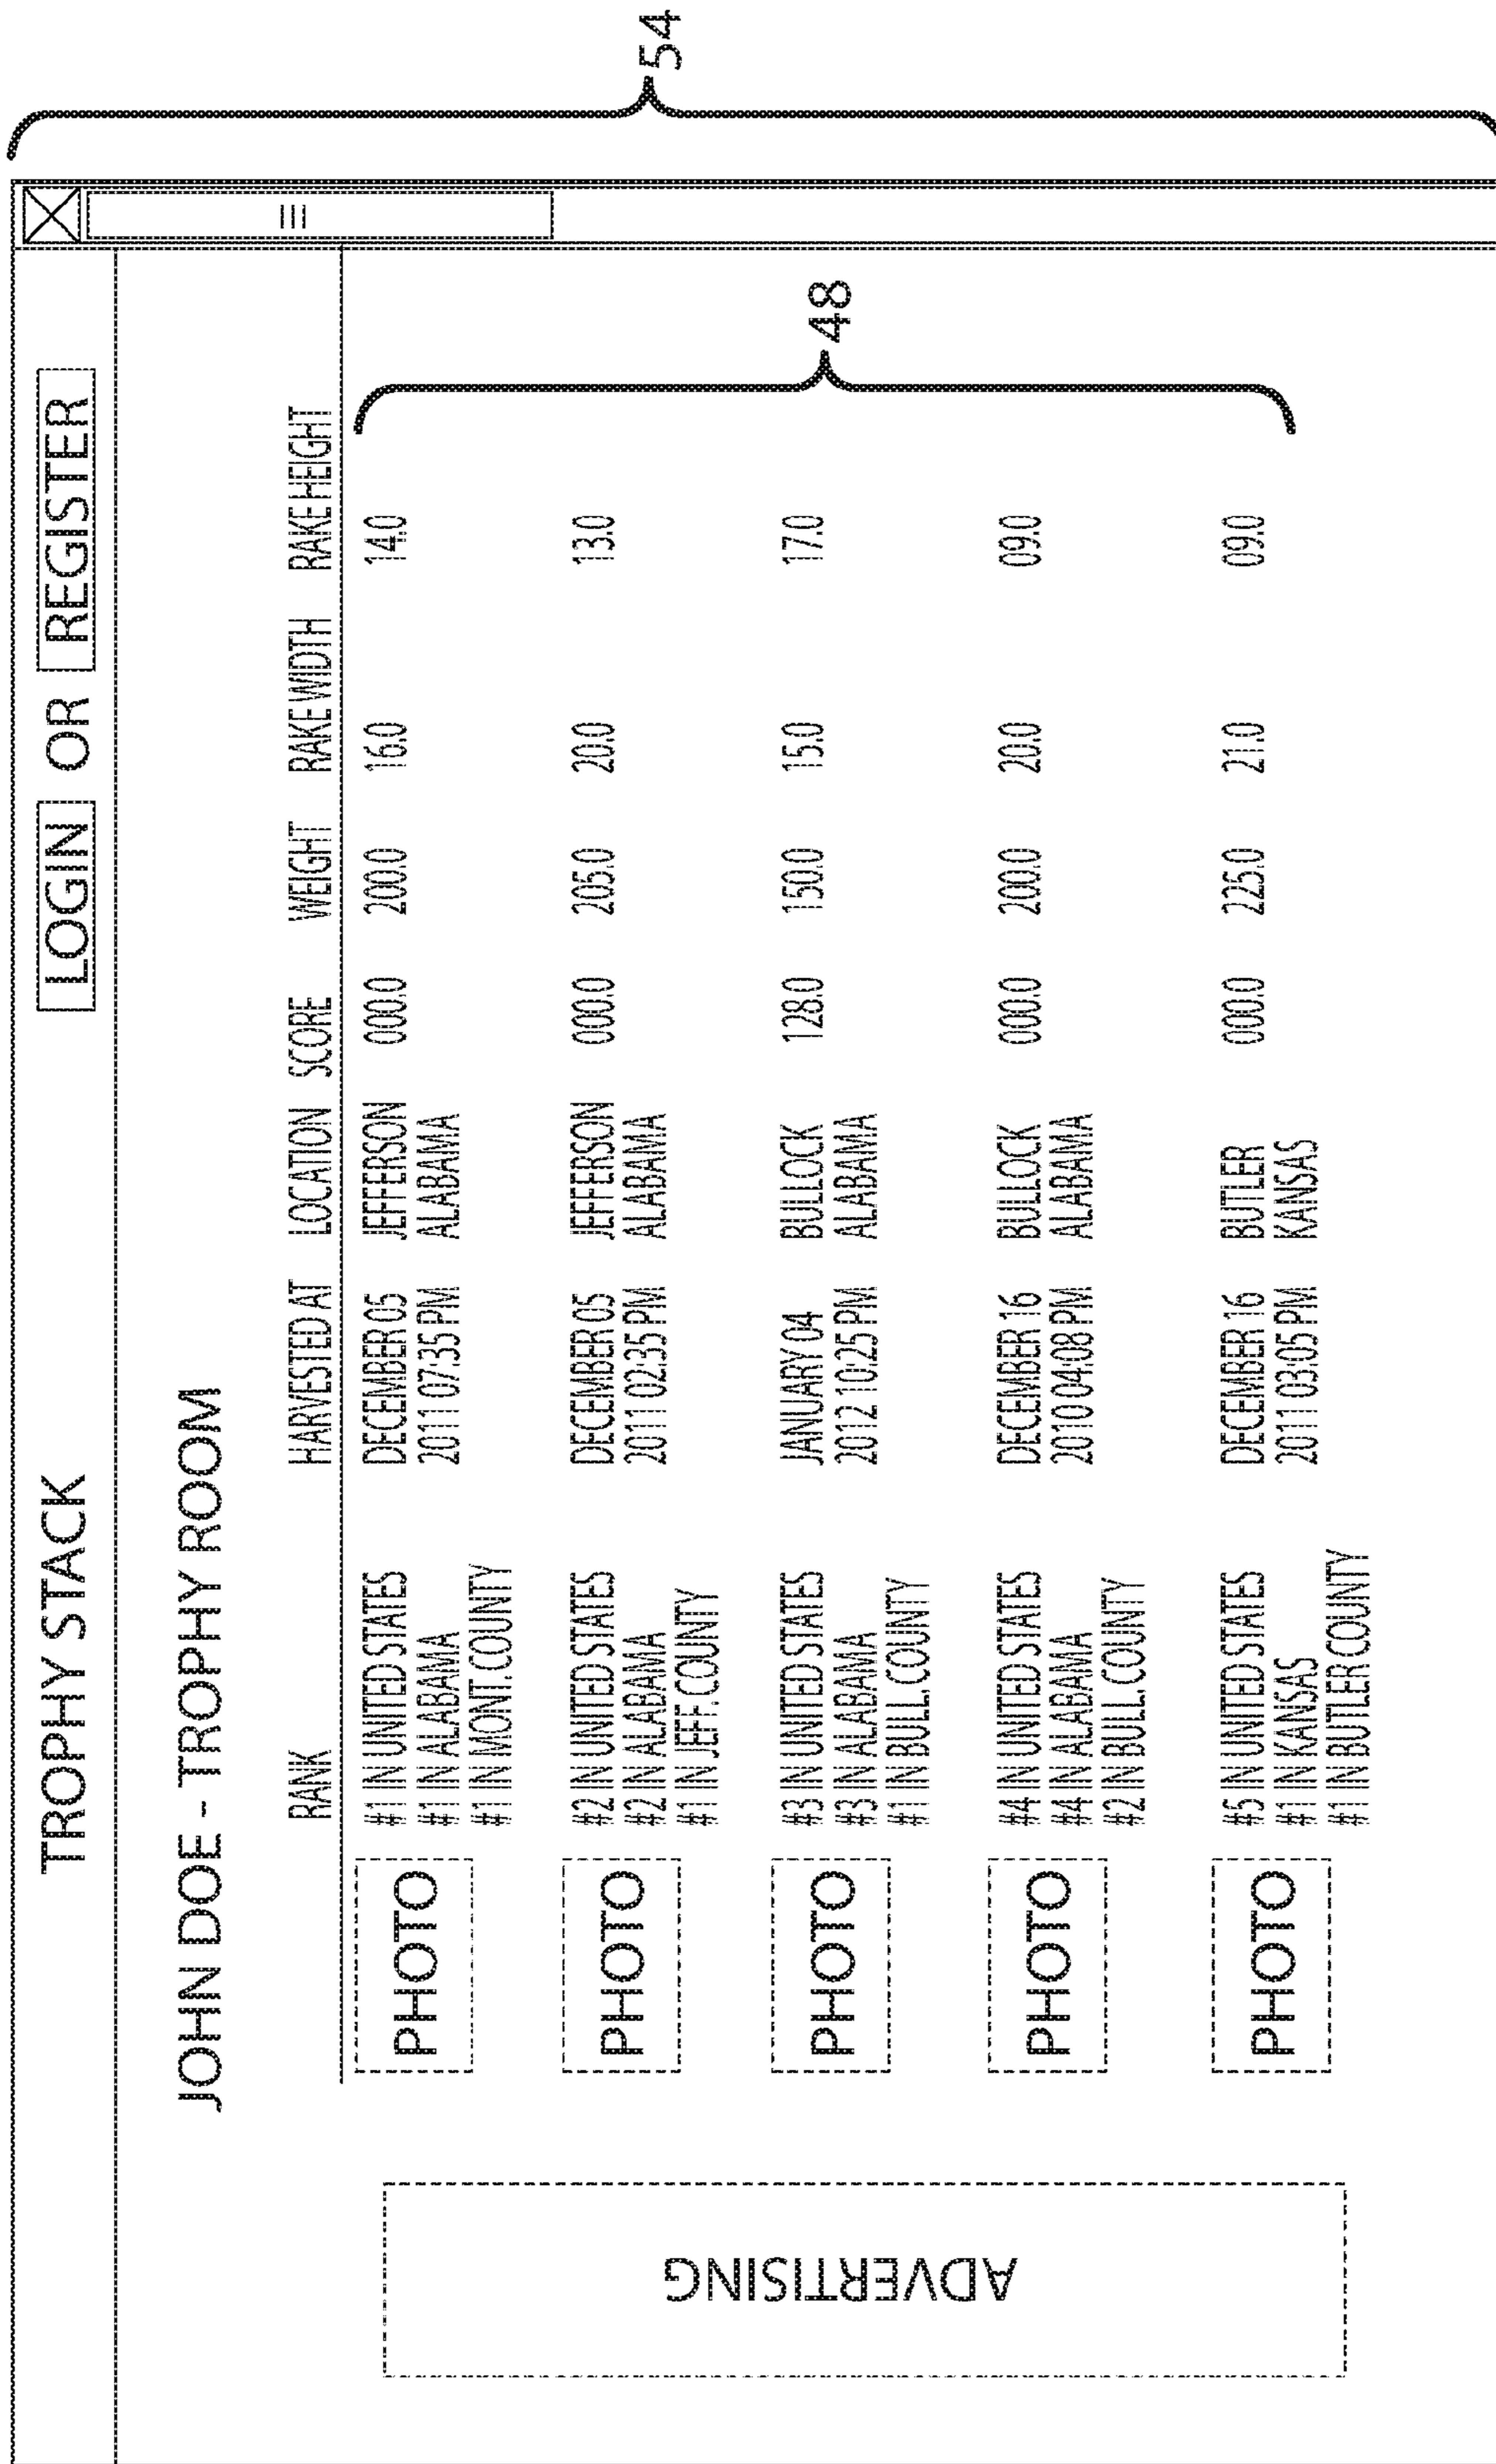 TROPHY STACK
LOGIN OR REGISTER
JOHN DOE - TROPHY ROOM
RANK HARVESTED AT LOCATION SCORE WEIGHT RAKE WIDTH RAKE HEIGHT
PHOTO
#1 IN UNITED STATES DECEMBER 05 JEFFERSON 000.0 200.0 16.0 14.0
#1 IN ALABAMA 2011 07:35 PM ALABAMA
#1 IN MONT. COUNTY
PHOTO
#2 IN UNITED STATES DECEMBER 05 JEFFERSON 000.0 205.0 20.0 13.0
#2 IN ALABAMA 2011 02:35 PM ALABAMA
#1 IN JEFF. COUNTY
PHOTO
#3 IN UNITED STATES JANUARY 04 BULLOCK 128.0 150.0 15.0 17.0
#3 IN ALABAMA 2012 10:25 PM ALABAMA
#1 IN BULL. COUNTY
PHOTO
#4 IN UNITED STATES DECEMBER 16 BULLOCK 000.0 200.0 20.0 09.0
#4 IN ALABAMA 2010 04:08 PM ALABAMA
#2 IN BULL. COUNTY
PHOTO
#5 IN UNITED STATES DECEMBER 16 BUTLER 000.0 225.0 21.0 09.0
#1 IN KANSAS 2011 03:05 PM KANSAS
#1 IN BUTLER COUNTY
ADVERTISING
48
54